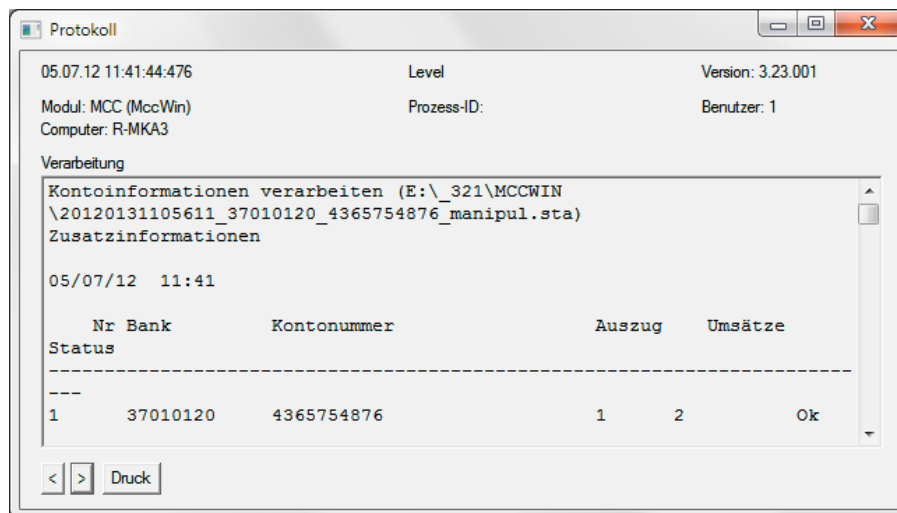 Protokoll
05.07.12 11:41:44:476 Level Version: 3.23.001
Modul: MCC (MccWin) Prozess-ID: Benutzer: 1
Computer: R-MKA3
Verarbeitung
Kontoinformationen verarbeiten (E:\_321\MCCWIN
\20120131105611_37010120_4365754876_manipul.sta)
Zusatzinformationen
05/07/12 11:41
Nr Bank Kontonummer Auszug Umsätze
Status
--------------------------------------------------------------------------
---
1 37010120 4365754876 1 2 Ok
< > Druck